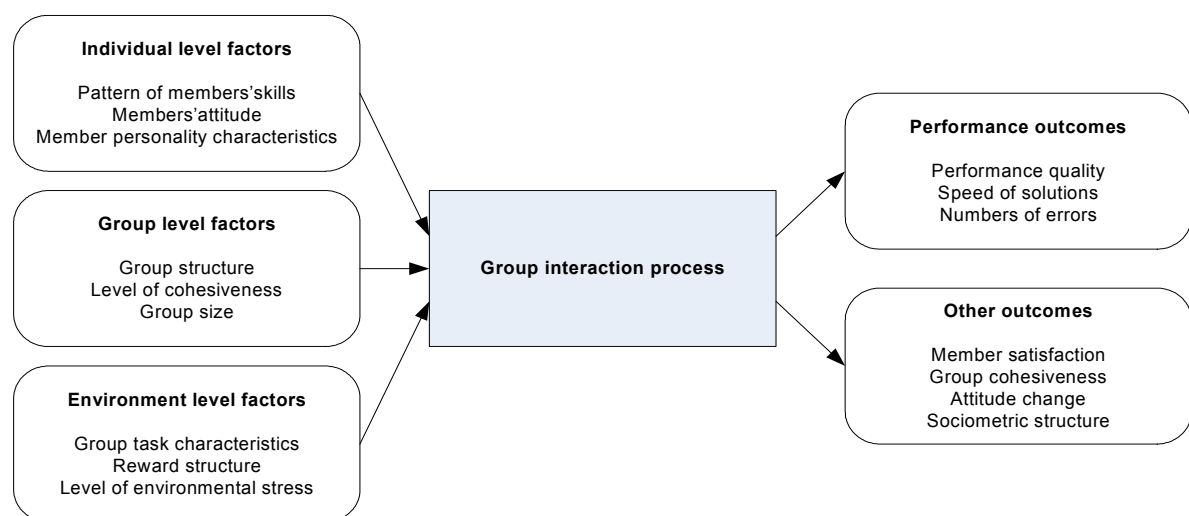 Individual level factors
Pattern of members'skills
Members'attitude
Member personality characteristics
Group level factors
Group structure
Level of cohesiveness
Group size
Environment level factors
Group task characteristics
Reward structure
Level of environmental stress
Group interaction process
Performance outcomes
Performance quality
Speed of solutions
Numbers of errors
Other outcomes
Member satisfaction
Group cohesiveness
Attitude change
Sociometric structure